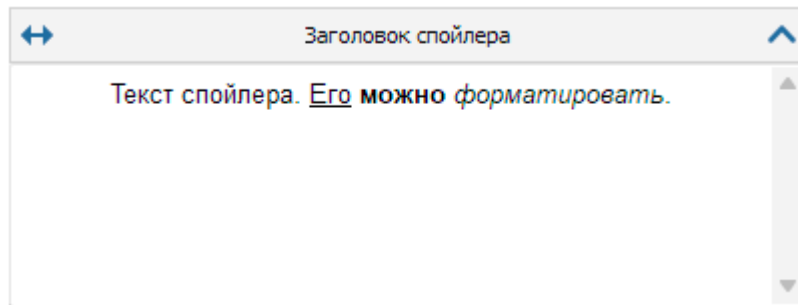 Заголовок спойлера
Текст спойлера. Его можно форматировать.